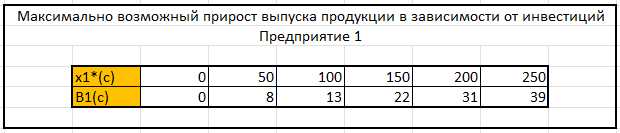 Максимально возможный прирост выпуска продукции в зависимости от инвестиций
Предприятие 1
x1*(c) 0 50 100 150 200 250
B1(c) 0 8 13 22 31 39